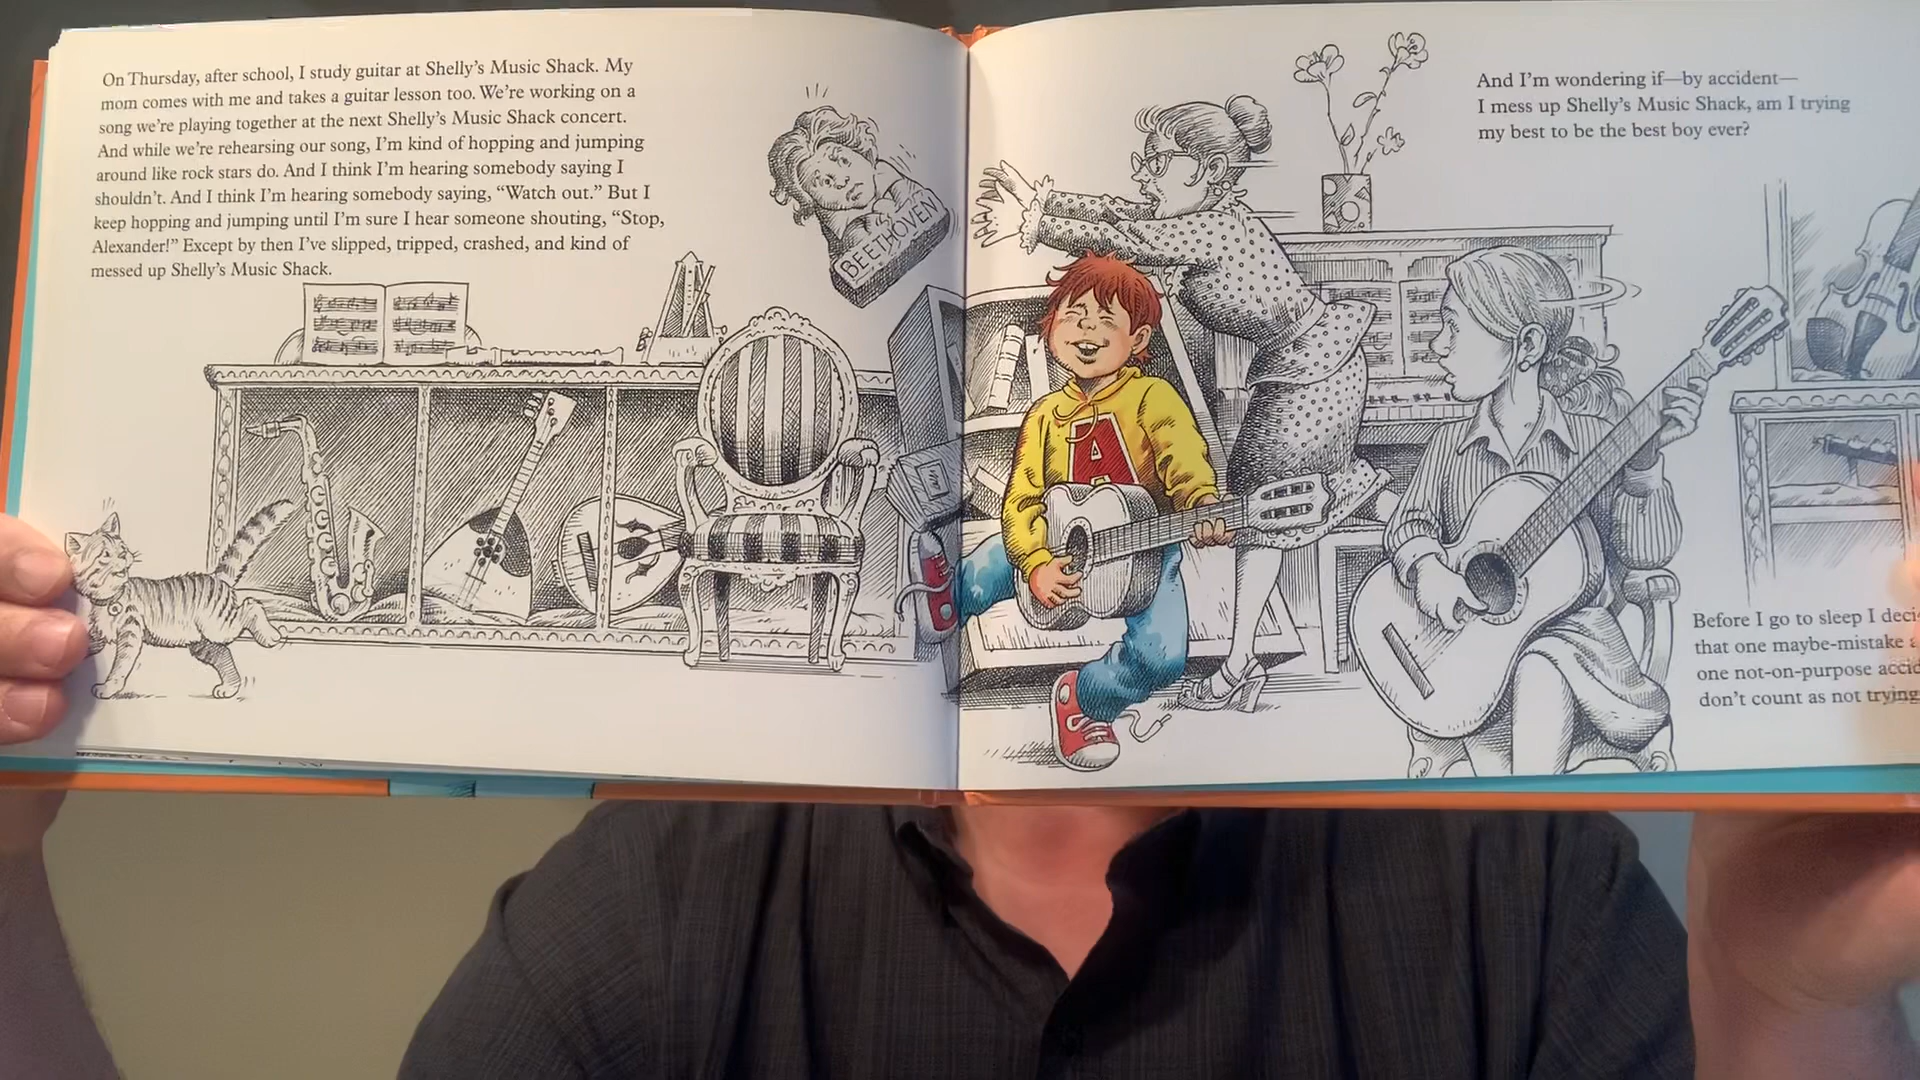 On Thursday, after school, I study guitar at Shelly's Music Shack. My
mom comes with me and takes a guitar lesson too. We're working on a
song we're playing together at the next Shelly's Music Shack concert.
And while we're rehearsing our song, I'm kind of hopping and jumping
around like rock stars do. And I think I'm hearing somebody saying I
shouldn't. And I think I'm hearing somebody saying, “Watch out.” But I
keep hopping and jumping until I'm sure I hear someone shouting, “Stop,
Alexander!” Except by then I've slipped, tripped, crashed, and kind of
messed up Shelly's Music Shack.
BEETHOVEN
A
And I'm wondering if—by accident—
I mess up Shelly's Music Shack, am I trying
my best to be the best boy ever?
Before I go to sleep I deci
that one maybe-mistake
one not-on-purpose accid
don't count as not trying